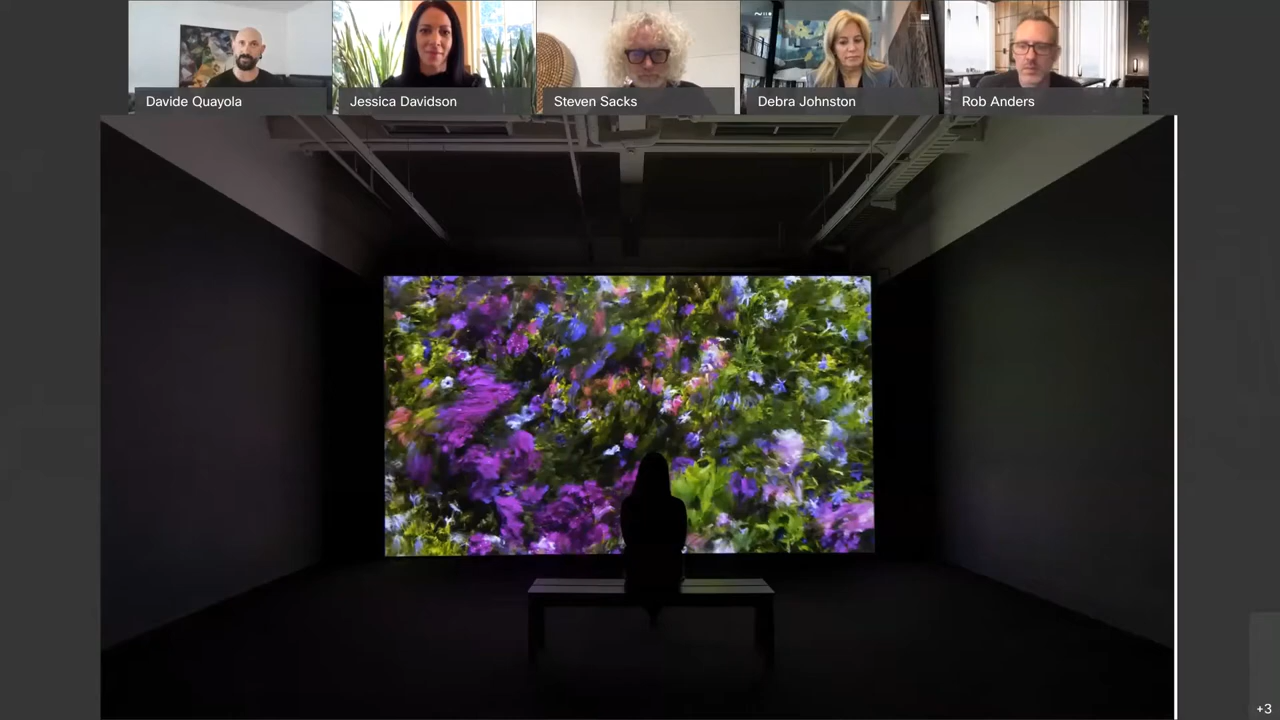 Davide Quayola
Jessica Davidson
Steven Sacks
Debra Johnston
Rob Anders
+3